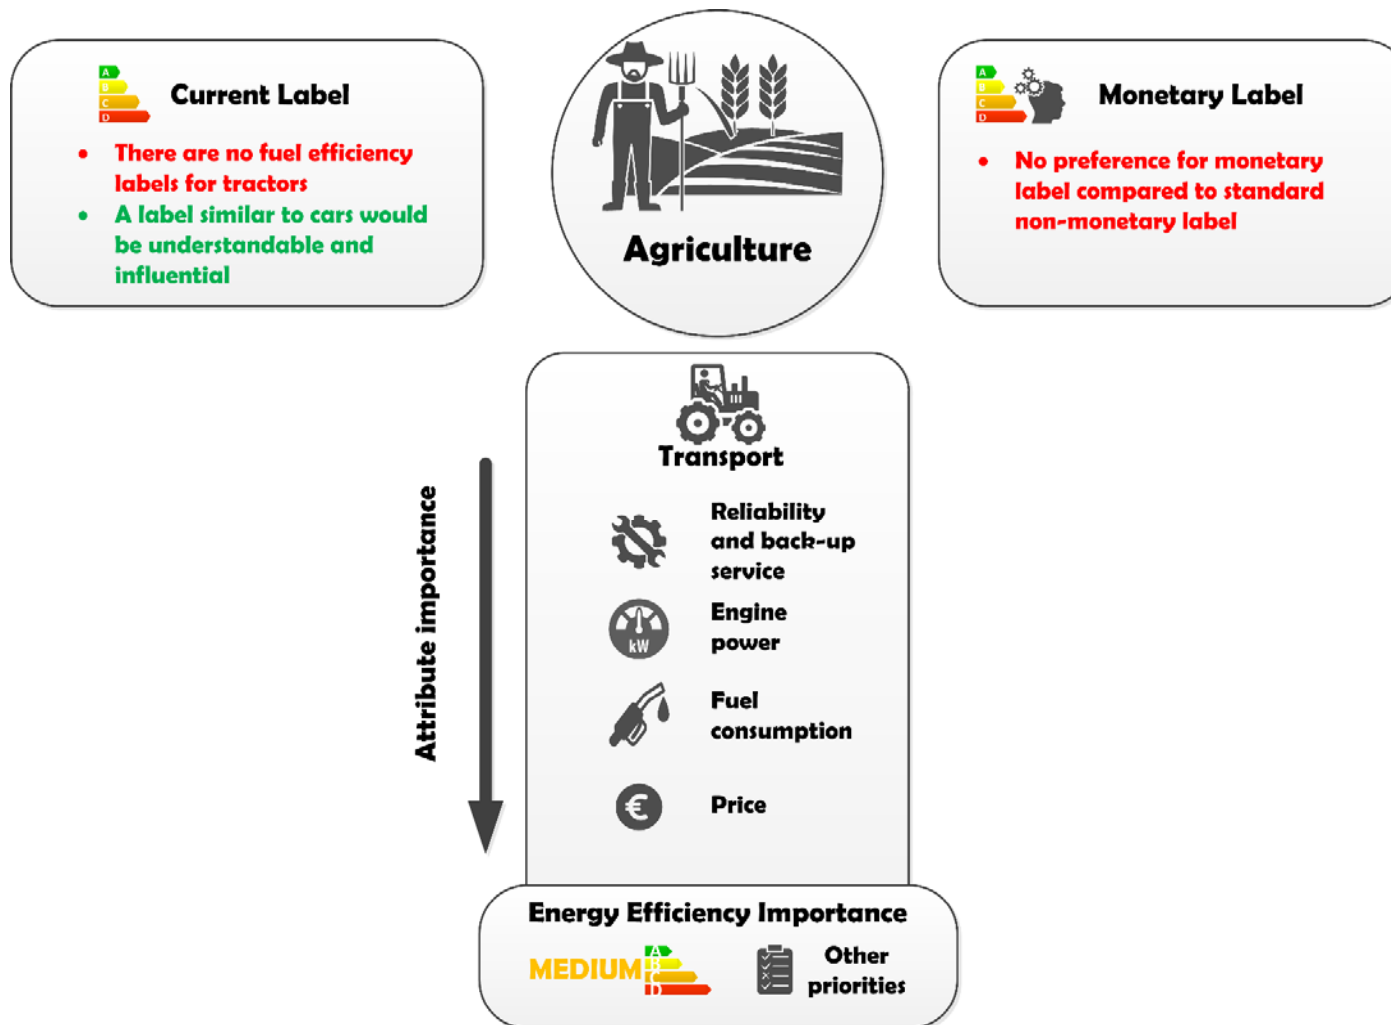 A
B
C
D
Current Label
There are no fuel efficiency
labels for tractors
A label similar to cars would
be understandable and
influential
Agriculture
A
B
C
D
Monetary Label
No preference for monetary
label compared to standard
non-monetary label
Transport
Attribute importance
Reliability
and back-up
service
kW
Engine
power
Fuel
consumption
€
Price
Energy Efficiency Importance
MEDIUM
A
B
C
D
Other
priorities